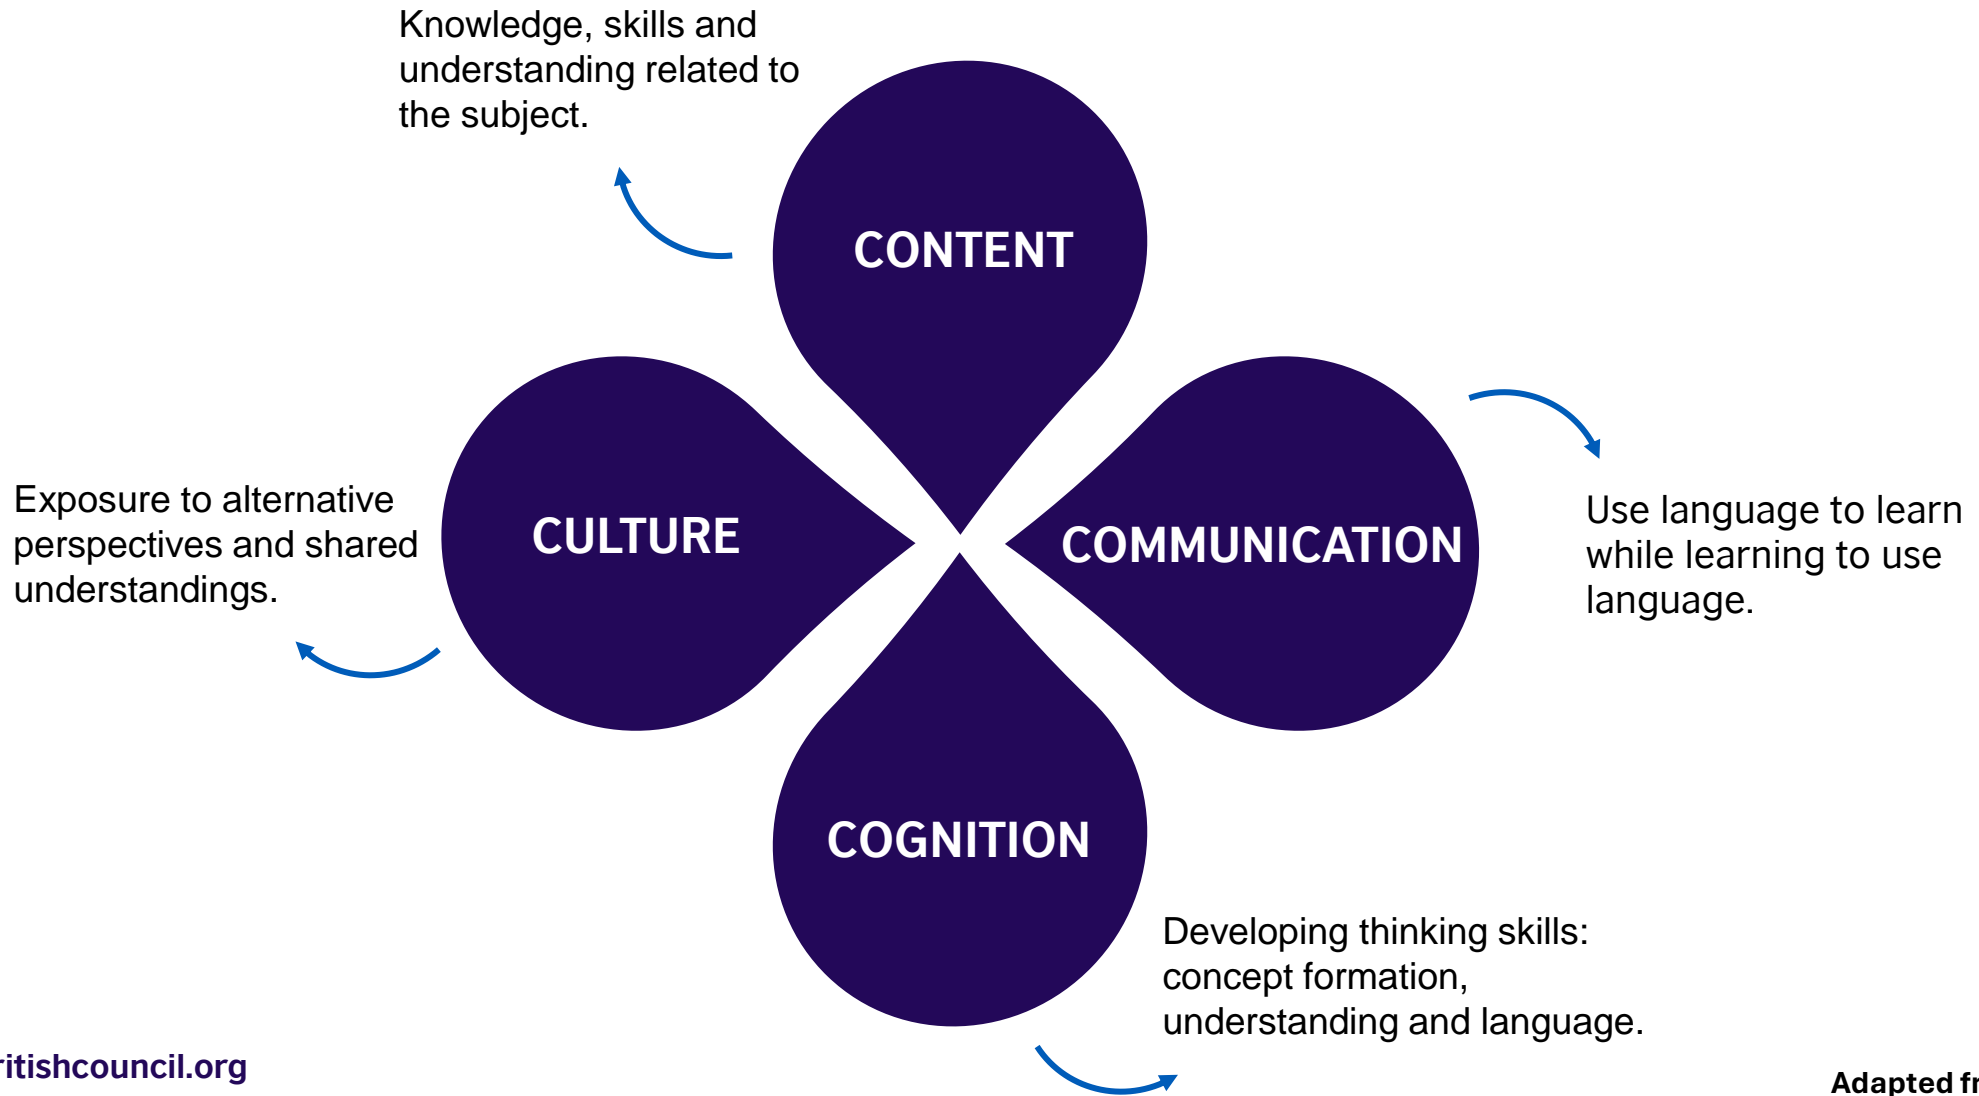 Knowledge, skills and
understanding related to
the subject.
CONTENT
CULTURE
COMMUNICATION
COGNITION
Exposure to alternative
perspectives and shared
understandings.
Use language to learn
while learning to use
language.
Developing thinking skills:
concept formation,
understanding and language.
ritishcouncil.org
Adapted fr